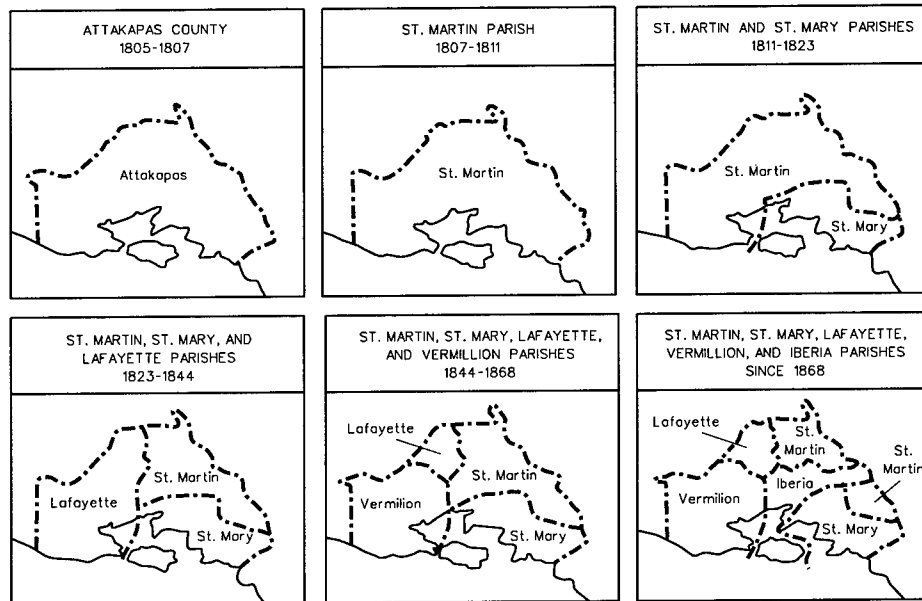 ATTAKAPAS COUNTY
1805-1807
Attakapas
ST. MARTIN PARISH
1807-1811
St. Martin
ST. MARTIN AND ST. MARY PARISHES
1811-1823
St. Martin
St. Mary
ST. MARTIN, ST. MARY, AND
LAFAYETTE PARISHES
1823-1844
St. Martin
Lafayette
St. Mary
ST. MARTIN, ST. MARY, LAFAYETTE,
AND VERMILLION PARISHES
1844-1868
Lafayette
St. Martin
Vermilion
St. Mary
ST. MARTIN, ST. MARY, LAFAYETTE,
VERMILLION, AND IBERIA PARISHES
SINCE 1868
Lafayette
St.
Martin
St.
Martin
Vermilion
Iberia
St. Mary